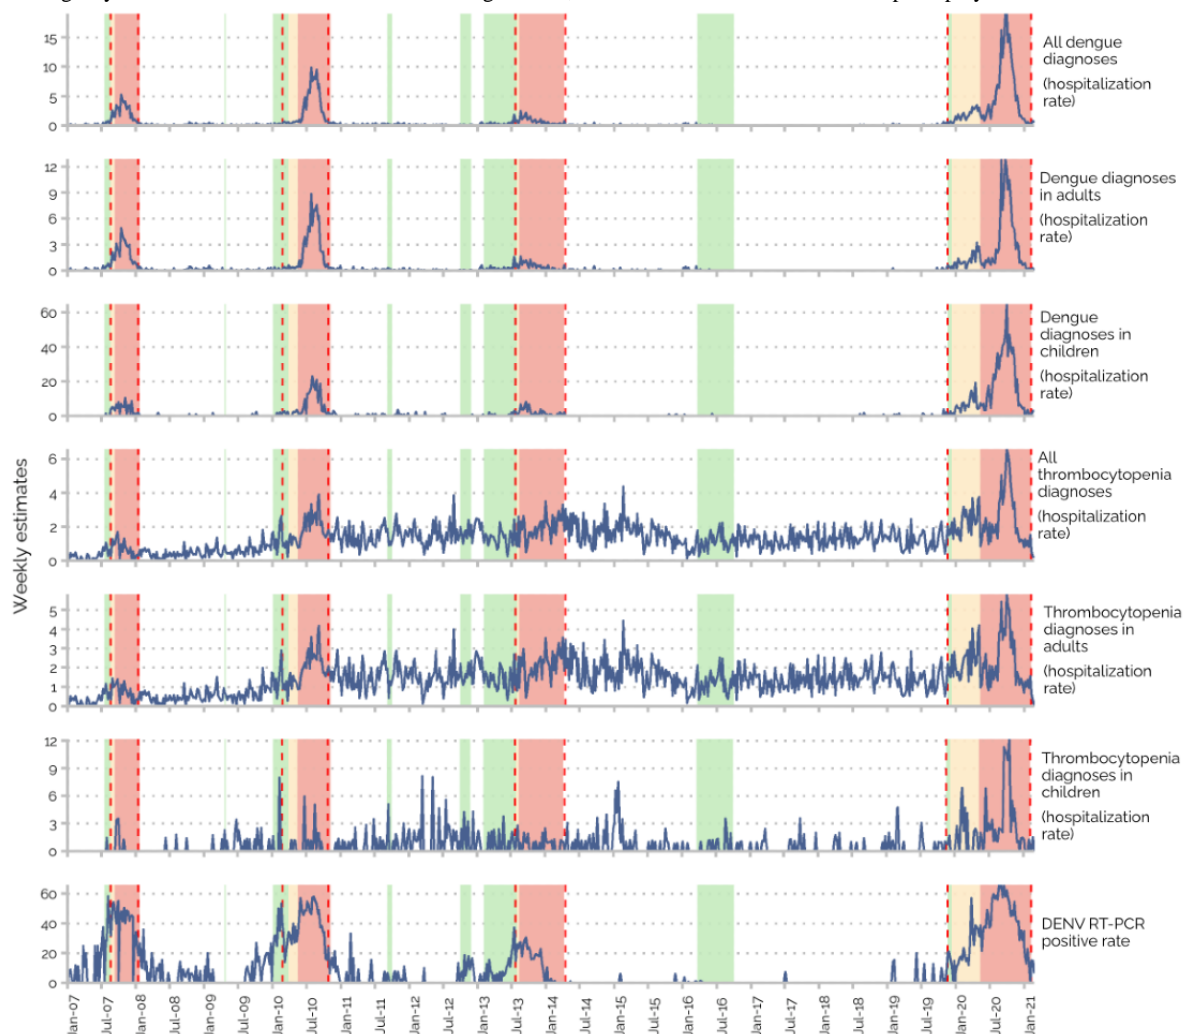 Weekly estimates
15
10
5
0
All dengue
diagnoses
(hospitalization
rate)
12
9
6
3
0
Dengue diagnoses
in adults
(hospitalization
rate)
60
40
20
0
Dengue
diagnoses in
children
(hospitalization
rate)
6
4
2
0
All
thrombocytopenia
diagnoses
(hospitalization
rate)
5
4
3
2
1
0
Thrombocytopenia
diagnoses in
adults
(hospitalization
rate)
12
9
6
3
0
Thrombocytopenia
diagnoses in
children
(hospitalization
rate)
60
40
20
0
DENV RT-PCR
positive rate
Jan-07
Jul-07
Jan-08
Jul-08
Jan-09
Jul-09
Jan-10
Jul-10
Jan-11
Jul-11
Jan-12
Jul-12
Jan-13
Jul-13
Jan-14
Jul-14
Jan-15
Jul-15
Jan-16
Jul-16
Jan-17
Jul-17
Jan-18
Jul-18
Jan-19
Jul-19
Jan-20
Jul-20
Jan-21